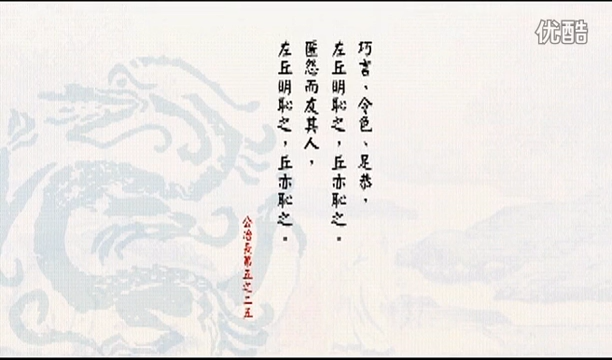 巧言、令色、足恭，
左丘明恥之，丘亦恥之。
匿怨而友其人，
左丘明恥之，丘亦恥之。
公冶長第五之二五
优酷